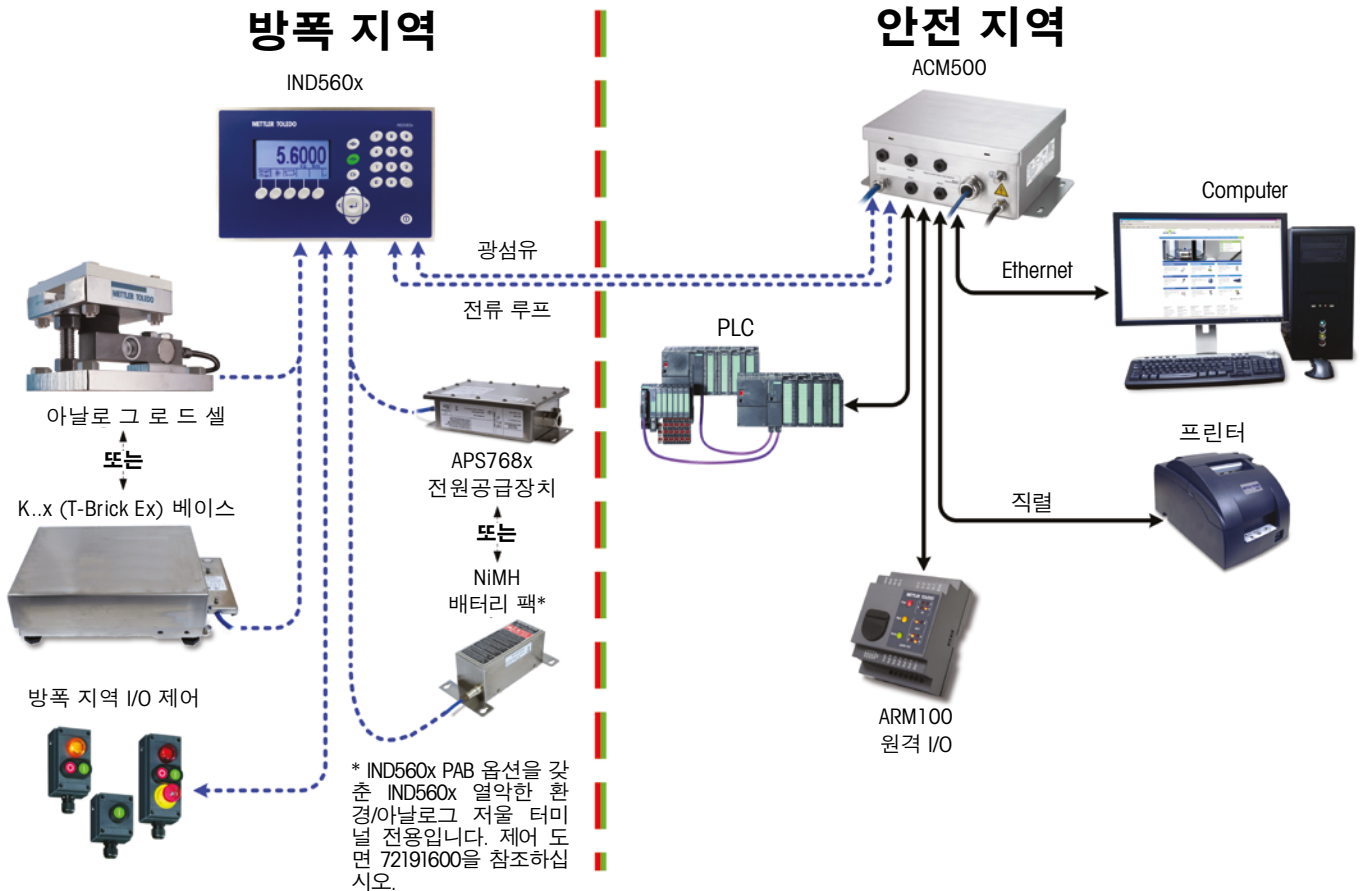 방폭 지역
안전 지역
IND560x
ACM500
METTLER TOLEDO
5.6000
광섬유
전류 루프
Computer
Ethernet
METTLER TOLEDO
아날로 그 로 드 셀
또는
K..x (T-Brick Ex) 베이스
APS768x
전원공급장치
또는
NiMH
배터리 팩*
PLC
프린터
직렬
METTLER TOLEDO
ARM100
원격 I/O
방폭 지역 I/O 제어
* IND560x PAB 옵션을 갖
춘 IND560x 열악한 환
경/아날로그 저울 터미
널 전용입니다. 제어 도
면 72191600을 참조하십
시오.